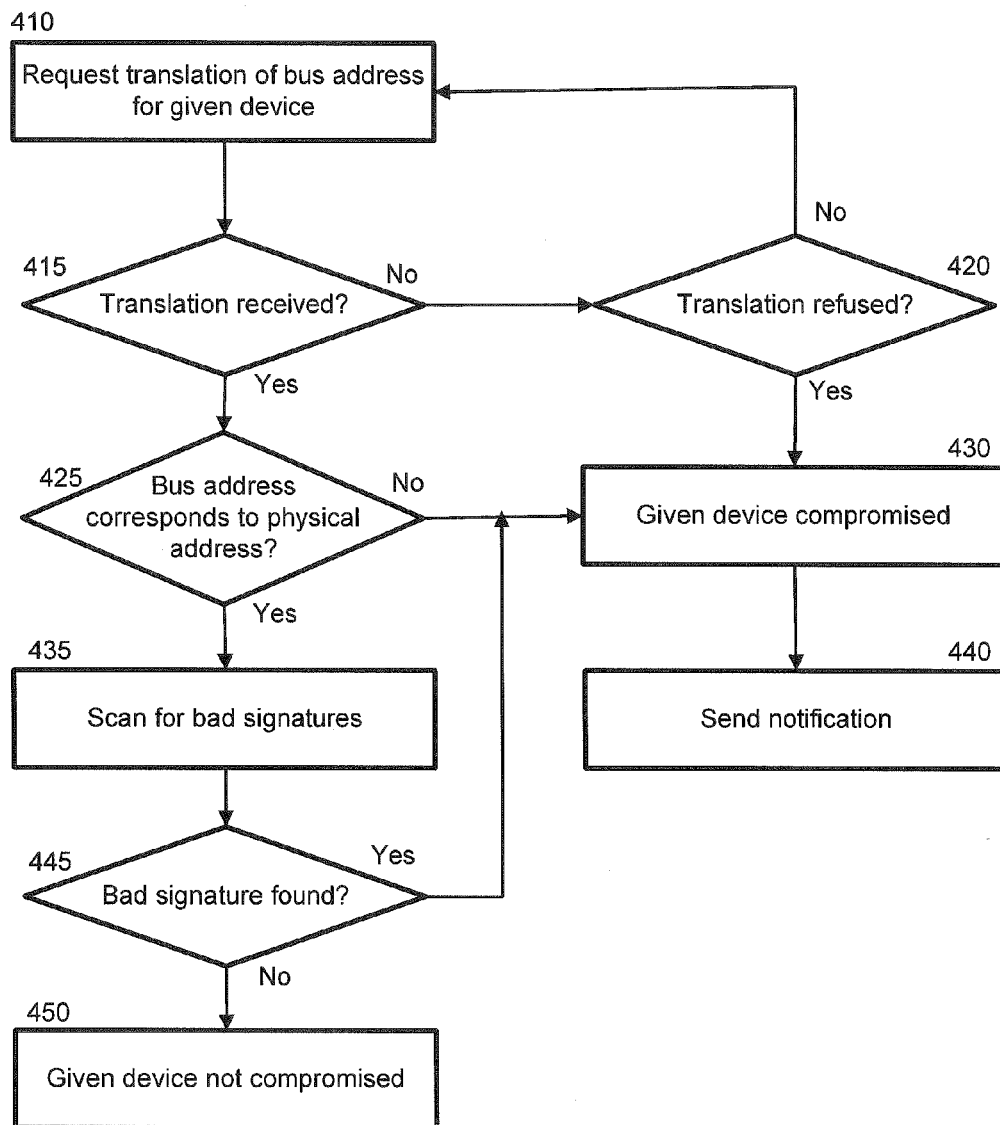 410
Request translation of bus address
for given device
No
415
No
420
Translation received?
Translation refused?
Yes
Yes
425
Bus address
corresponds to physical
address?
No
430
Given device compromised
Yes
435
Scan for bad signatures
440
Send notification
445
Yes
Bad signature found?
No
450
Given device not compromised